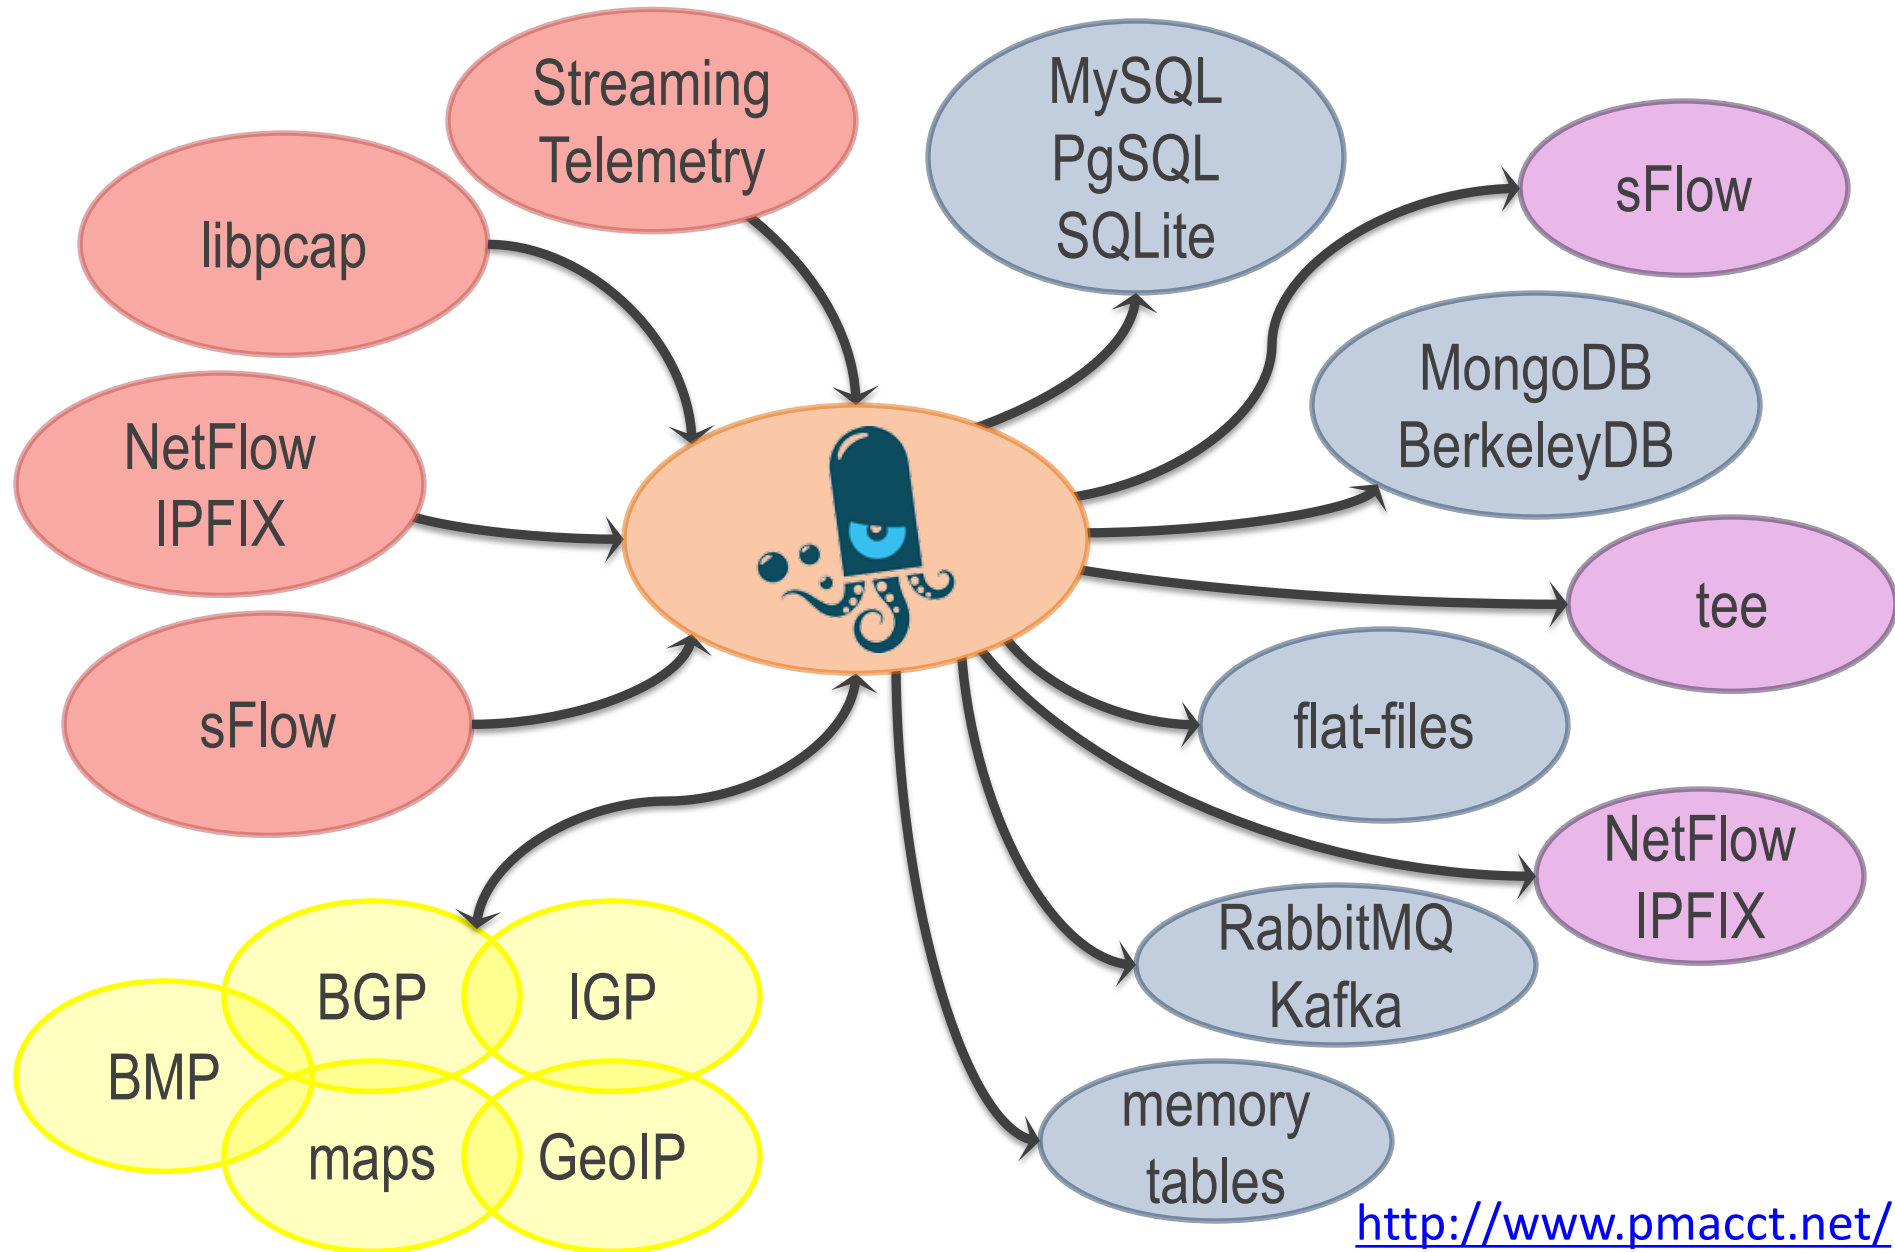 Streaming
Telemetry
MySQL
PgSQL
SQLite
sFlow
libpcap
MongoDB
BerkeleyDB
NetFlow
IPFIX
tee
sFlow
flat-files
NetFlow
IPFIX
RabbitMQ
Kafka
BGP
IGP
BMP
maps
GeoIP
memory
tables
http://www.pmacct.net/